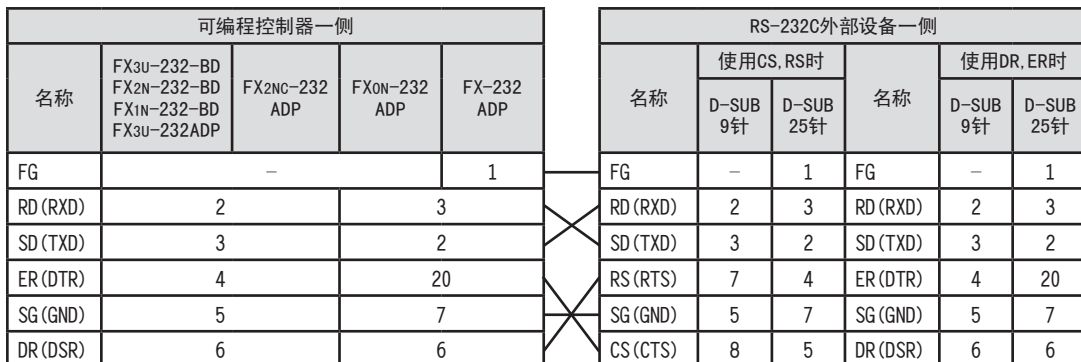 可编程控制器一侧
名称 FX3U-232-BD FX2N-232-BD FX1N-232-BD FX3U-232ADP FX2NC-232 ADP FX0N-232 ADP FX-232 ADP
FG － 1
RD(RXD) 2 3
SD(TXD) 3 2
ER(DTR) 4 20
SG(GND) 5 7
DR(DSR) 6 6
RS-232C外部设备一侧
名称 使用CS,RS时 名称 使用DR,ER时
D-SUB 9针 D-SUB 25针 D-SUB 9针 D-SUB 25针
FG － 1 FG － 1
RD(RXD) 2 3 RD(RXD) 2 3
SD(TXD) 3 2 SD(TXD) 3 2
RS(RTS) 7 4 ER(DTR) 4 20
SG(GND) 5 7 SG(GND) 5 7
CS(CTS) 8 5 DR(DSR) 6 6